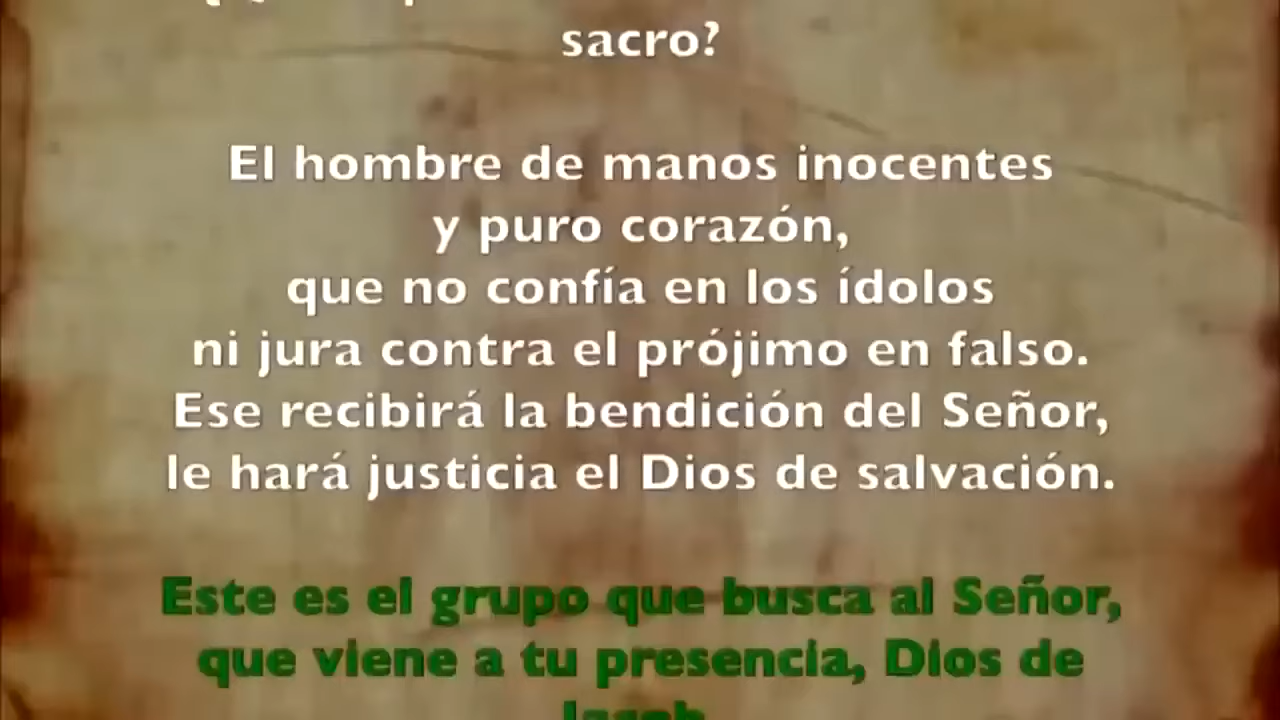 sacro?
El hombre de manos inocentes
y puro corazón,
que no confía en los ídolos
ni jura contra el prójimo en falso.
Ese recibirá la bendición del Señor,
le hará justicia el Dios de salvación.
Este es el grupo que busca al Señor,
que viene a tu presencia, Dios de